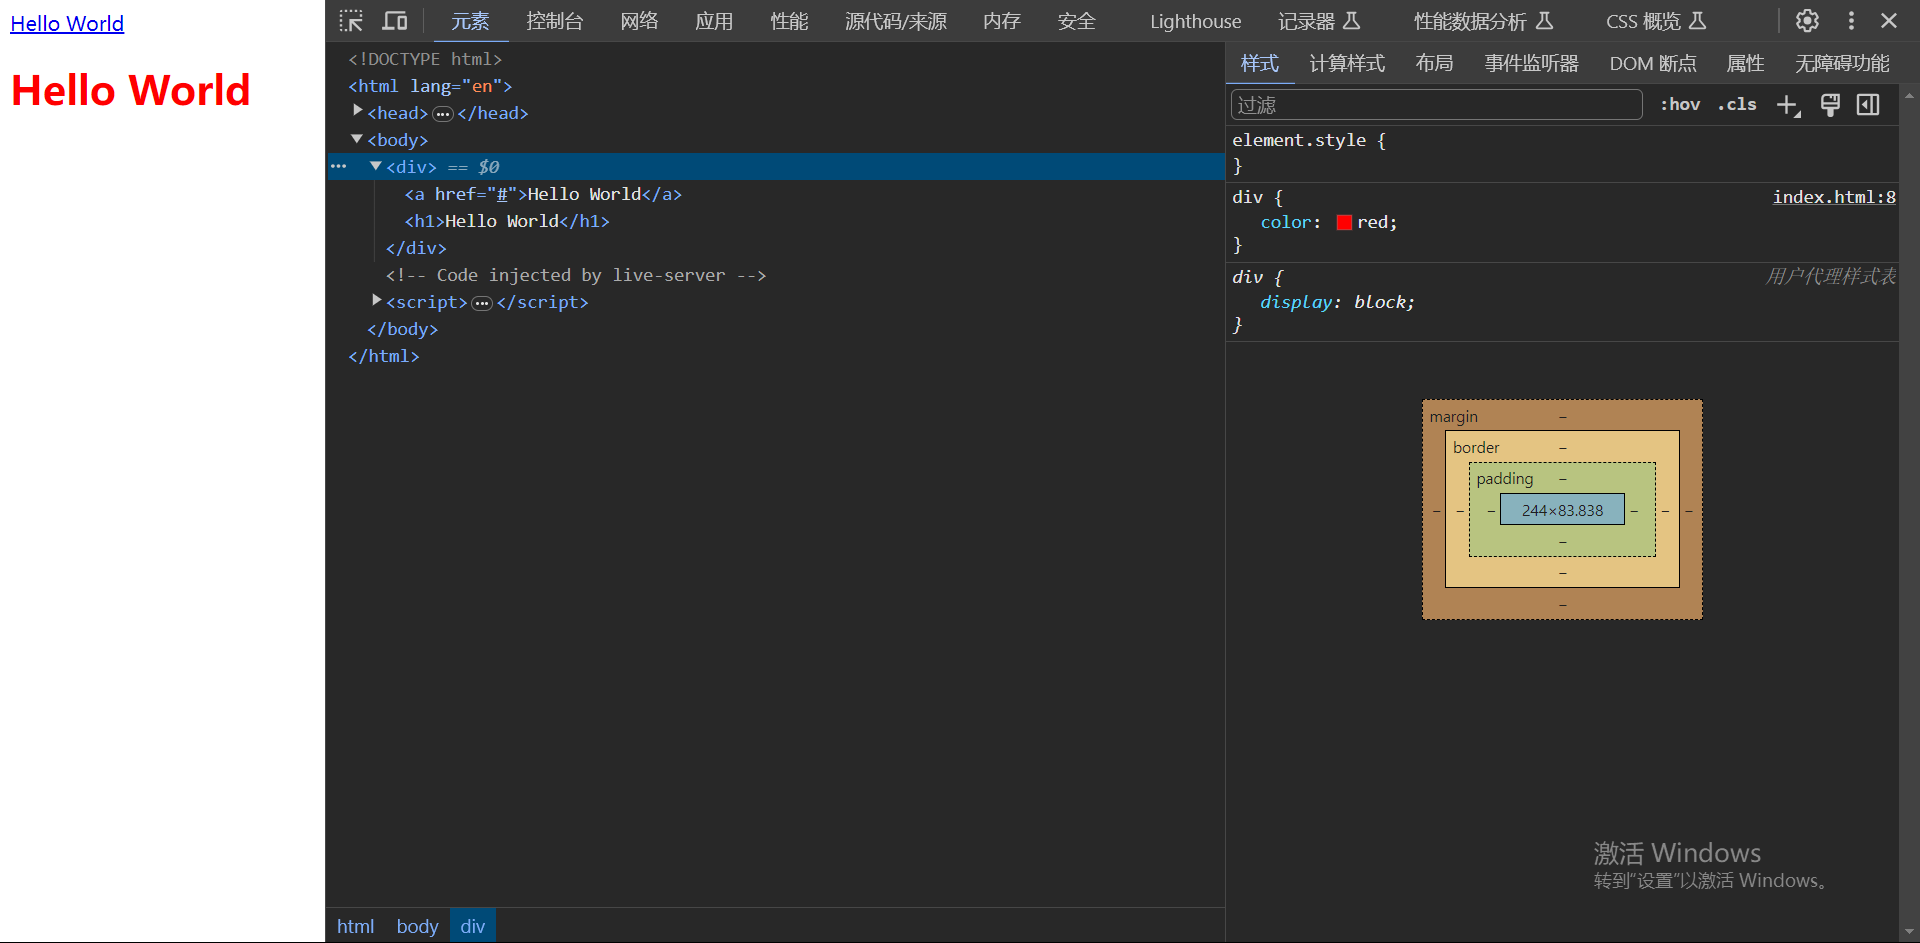 Hello World
Hello World
元素 控制台 网络 应用 性能 源代码/来源 内存 安全 Lighthouse 记录器 性能数据分析 CSS 概览
<!DOCTYPE html>
<html lang="en">
<head>…</head>
<body>
… <div> == $0
<a href="#">Hello World</a>
<h1>Hello World</h1>
</div>
<!-- Code injected by live-server -->
<script>…</script>
</body>
</html>
html body div
样式 计算样式 布局 事件监听器 DOM 断点 属性 无障碍功能
过滤 :hov .cls
element.style {
}
div { index.html:8
color: red;
}
div { 用户代理样式表
display: block;
}
margin –
border –
padding –
– – – 244×83.838 – – –
–
–
–
激活 Windows
转到“设置”以激活 Windows。